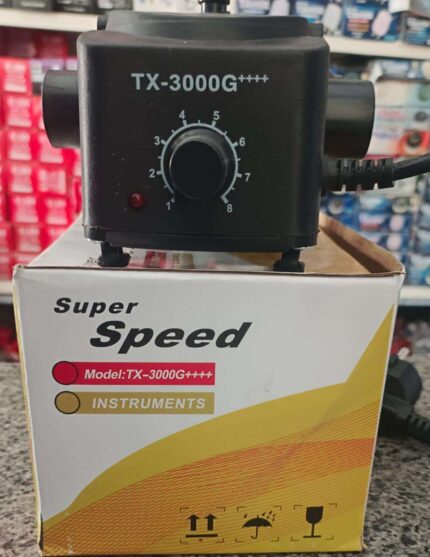 TX-3000G++++
4 5
3 6
2 7
1 8
Super
Speed
Model:TX-3000G++++
INSTRUMENTS